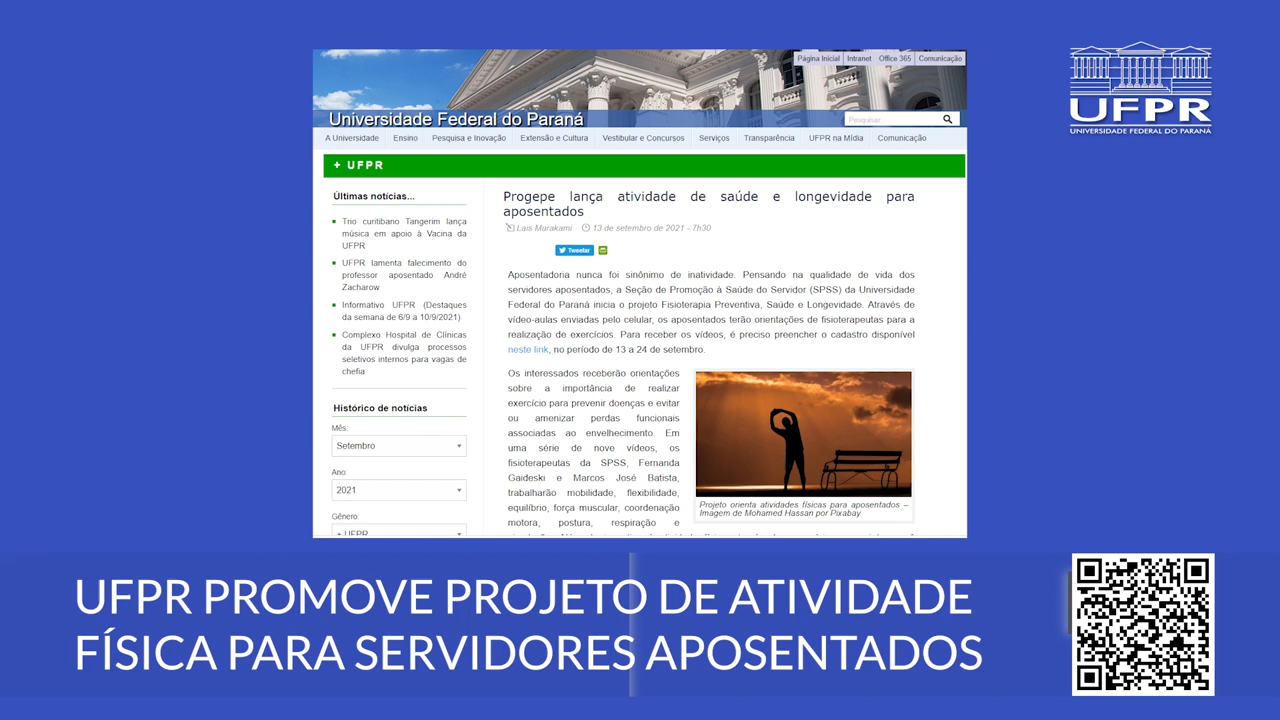 Página Inicial Intranet Office 365 Comunicação
Universidade Federal do Paraná
Pesquisar...
A Universidade Ensino Pesquisa e Inovação Extensão e Cultura Vestibular e Concursos Serviços Transparência UFPR na Mídia Comunicação
+ UFPR
Últimas notícias...
Trio curitibano Tangerim lança
música em apoio à Vacina da
UFPR
UFPR lamenta falecimento do
professor aposentado André
Zacharow
Informativo UFPR (Destaques
da semana de 6/9 a 10/9/2021)
Complexo Hospital de Clínicas
da UFPR divulga processos
seletivos internos para vagas de
chefia
Histórico de notícias
Mês:
Setembro
Ano:
2021
Gênero:
+ UFPR
Progepe lança atividade de saúde e longevidade para
aposentados
Lais Murakami 13 de setembro de 2021 - 7h30
Tweetar
Aposentadoria nunca foi sinônimo de inatividade. Pensando na qualidade de vida dos
servidores aposentados, a Seção de Promoção à Saúde do Servidor (SPSS) da Universidade
Federal do Paraná inicia o projeto Fisioterapia Preventiva, Saúde e Longevidade. Através de
vídeo-aulas enviadas pelo celular, os aposentados terão orientações de fisioterapeutas para a
realização de exercícios. Para receber os vídeos, é preciso preencher o cadastro disponível
neste link, no período de 13 a 24 de setembro.
Os interessados receberão orientações
sobre a importância de realizar
exercício para prevenir doenças e evitar
ou amenizar perdas funcionais
associadas ao envelhecimento. Em
uma série de nove vídeos, os
fisioterapeutas da SPSS, Fernanda
Gaideski e Marcos José Batista,
trabalharão mobilidade, flexibilidade,
equilíbrio, força muscular, coordenação
motora, postura, respiração e
Projeto orienta atividades físicas para aposentados –
Imagem de Mohamed Hassan por Pixabay
UFPR
UNIVERSIDADE FEDERAL DO PARANÁ
UFPR PROMOVE PROJETO DE ATIVIDADE
FÍSICA PARA SERVIDORES APOSENTADOS